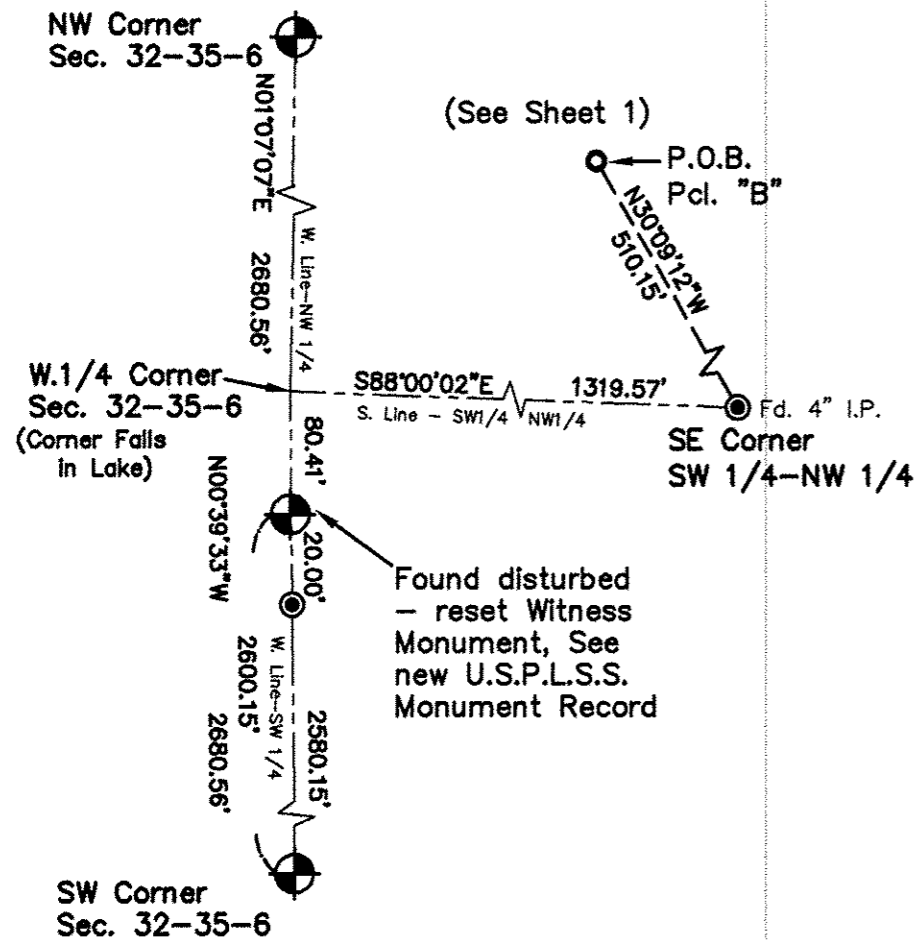 NW Corner
Sec. 32-35-6
(See Sheet 1)
P.O.B.
Pcl. "B"
N01°07'07"E
W. Line-NW 1/4
2680.56'
N30°09'12"W
510.15'
W.1/4 Corner
Sec. 32-35-6
(Corner Falls
in Lake)
S88°00'02"E
1319.57'
S. Line - SW1/4 NW1/4
Fd. 4" I.P.
SE Corner
SW 1/4-NW 1/4
80.41'
N00°39'33"W
20.00'
Found disturbed
- reset Witness
Monument, See
new U.S.P.L.S.S.
Monument Record
W. Line-SW 1/4
2600.15'
2580.15'
2680.56'
SW Corner
Sec. 32-35-6